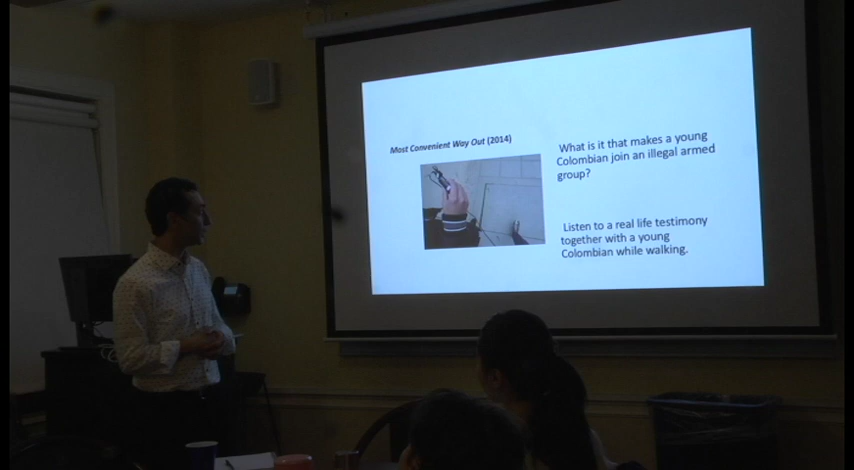 Most Convenient Way Out (2014)
What is it that makes a young
Colombian join an illegal armed
group?
Listen to a real life testimony
together with a young
Colombian while walking.